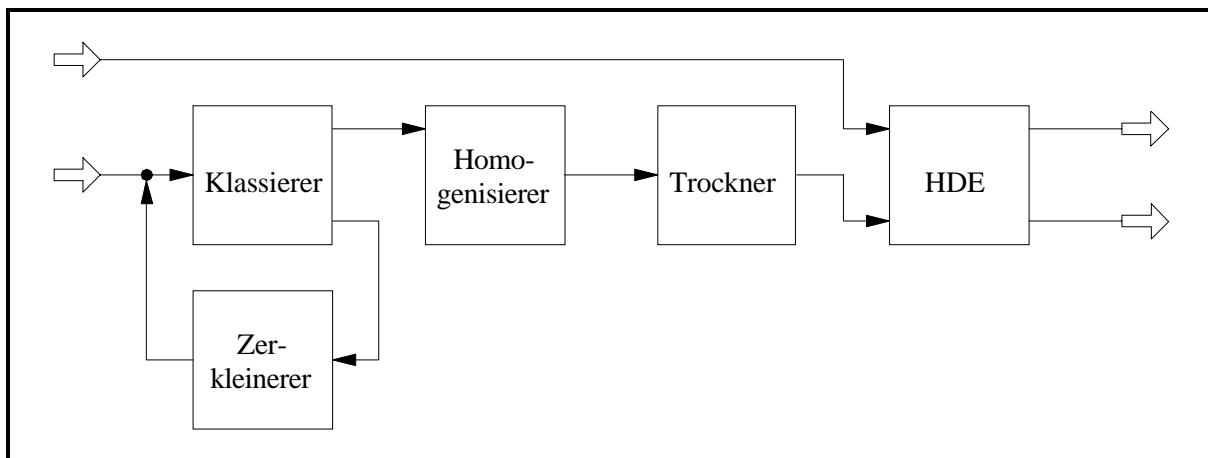 Klassierer
Homo-
genisierer
Trockner
HDE
Zer-
kleinerer